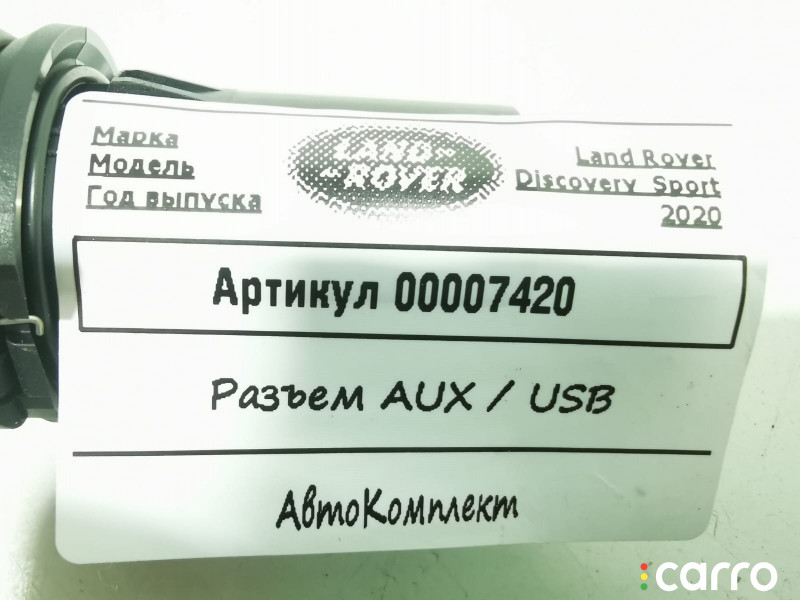 Марка
Модель
Год выпуска
LAND
ROVER
Land Rover
Discovery Sport
2020
Артикул 00007420
Разъем AUX / USB
АвтоКомплект
carro